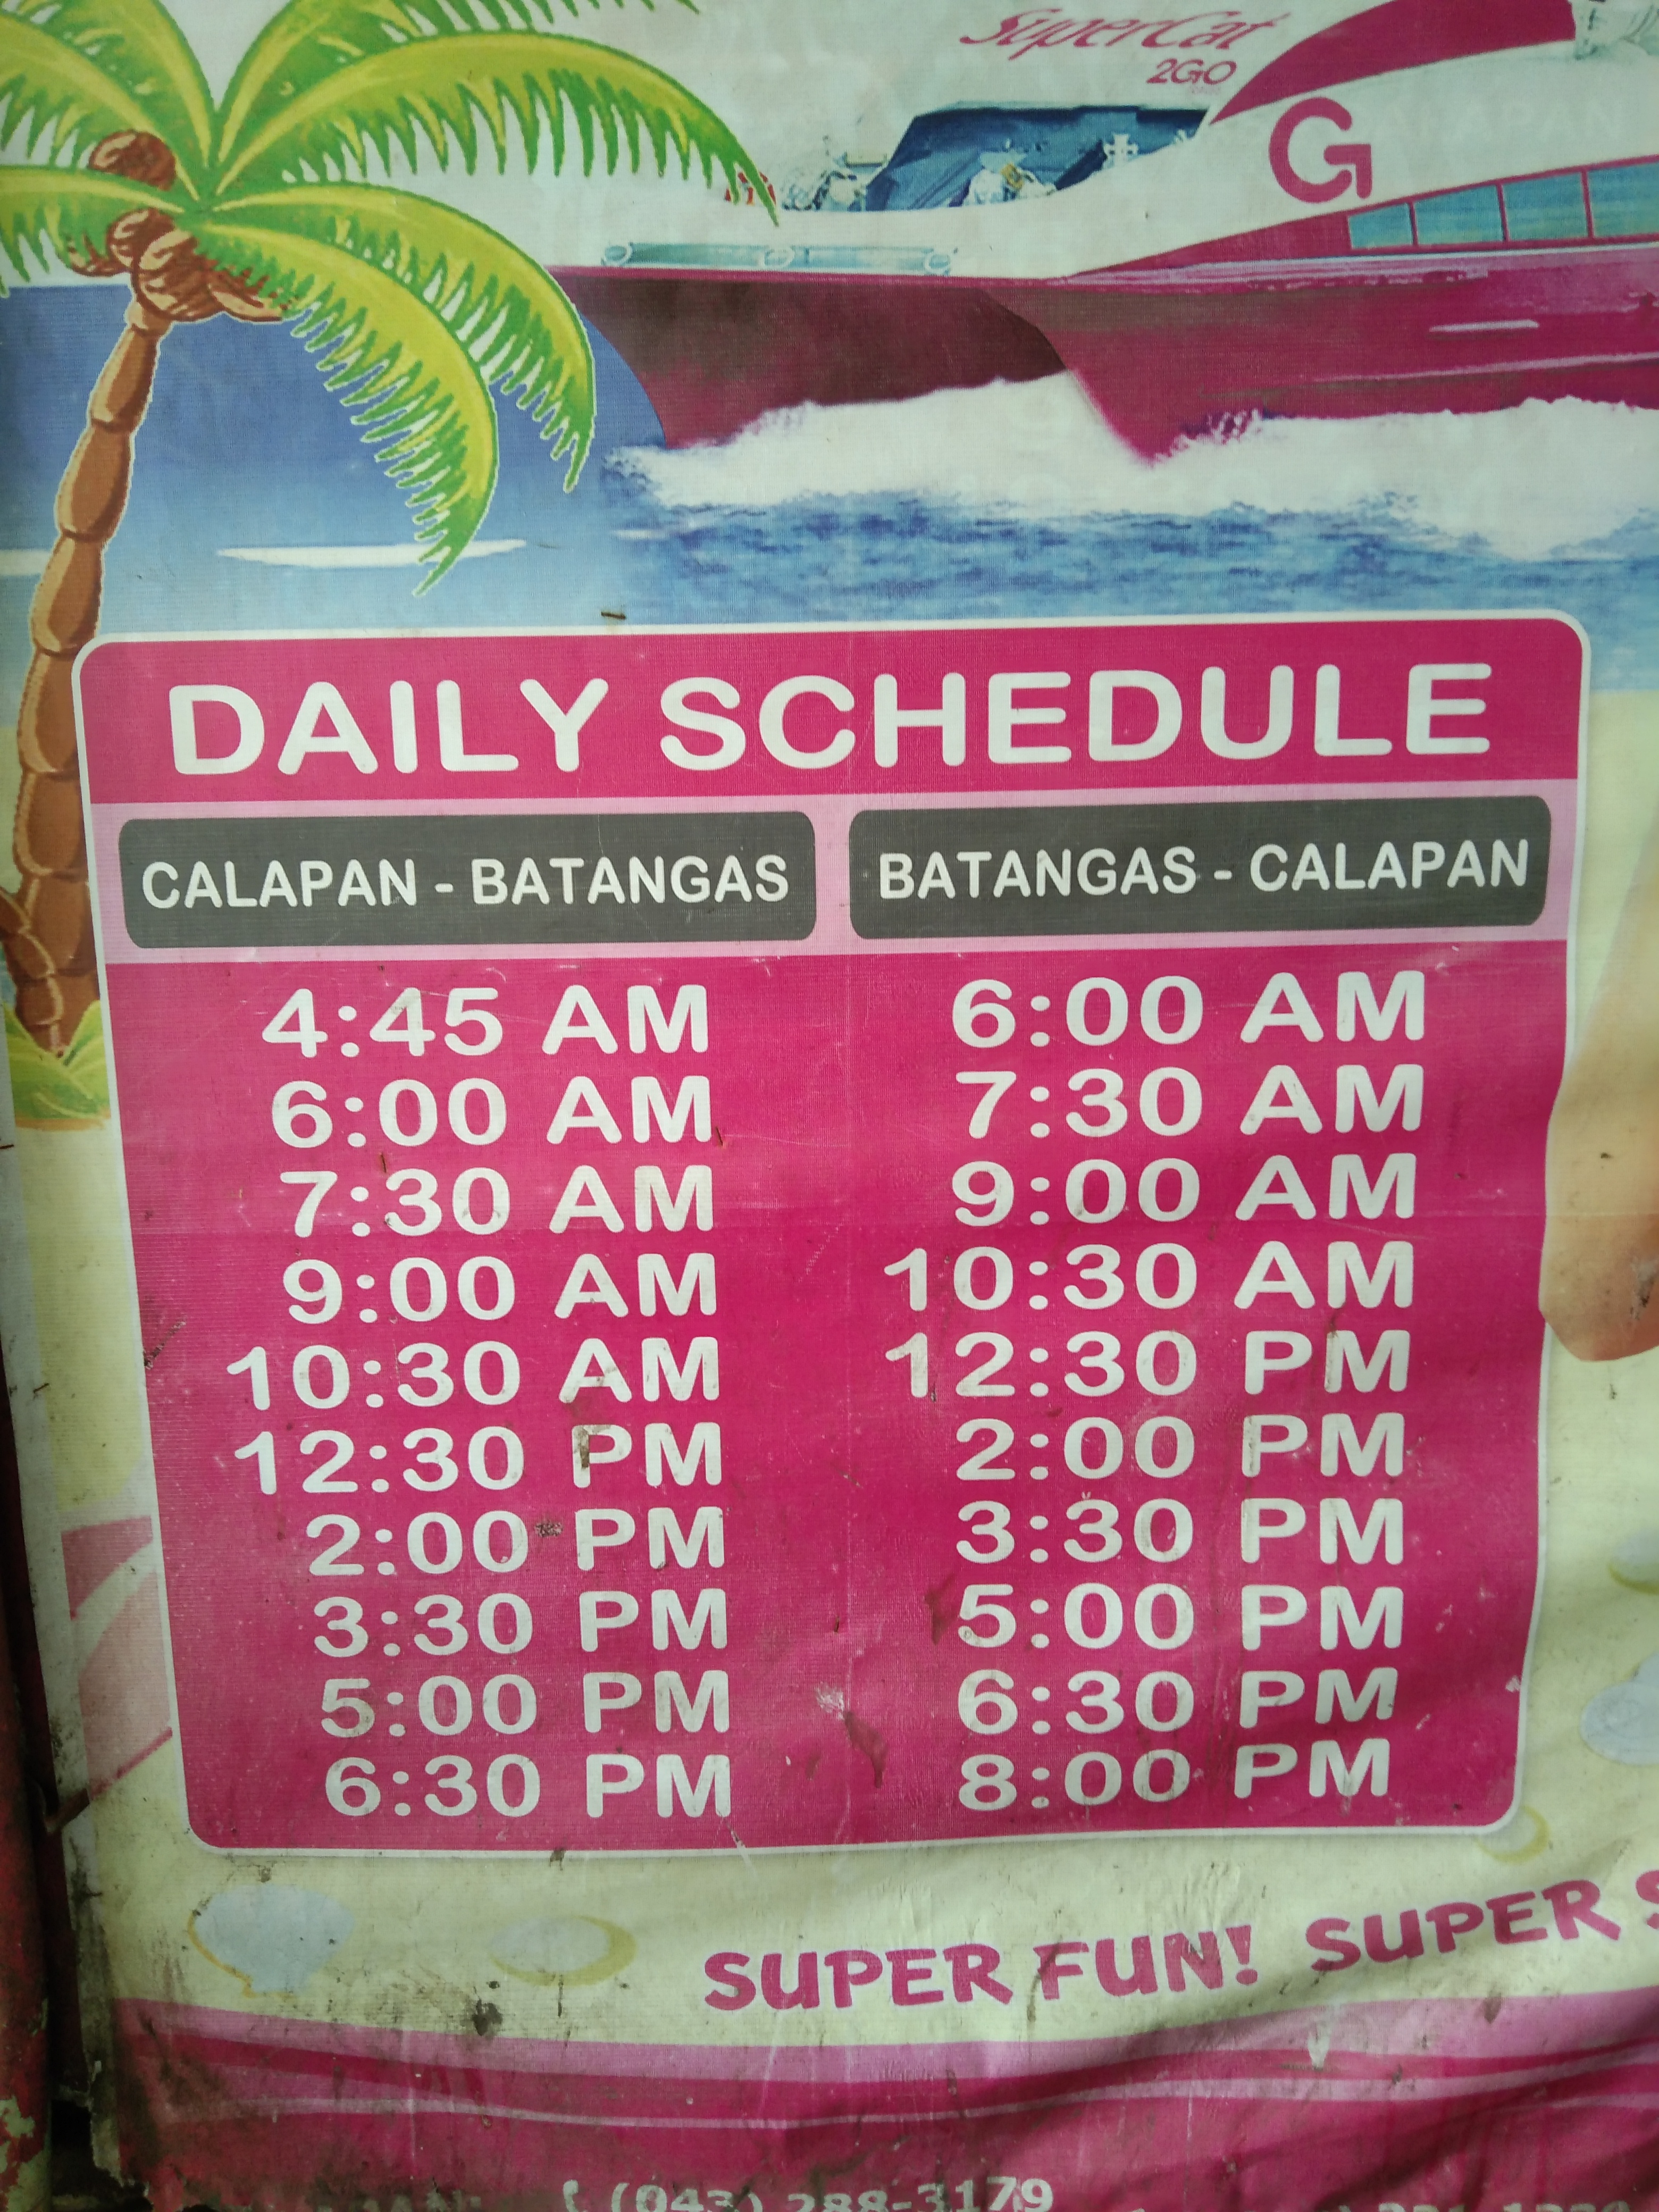 SuperCat
2GO
G
CALAPAN
DAILY SCHEDULE
CALAPAN - BATANGAS
BATANGAS - CALAPAN
4:45 AM
6:00 AM
7:30 AM
9:00 AM
10:30 AM
12:30 PM
2:00 PM
3:30 PM
5:00 PM
6:30 PM
6:00 AM
7:30 AM
9:00 AM
10:30 AM
12:30 PM
2:00 PM
3:30 PM
5:00 PM
6:30 PM
8:00 PM
SUPER FUN! SUPER S
(043) 288-3179